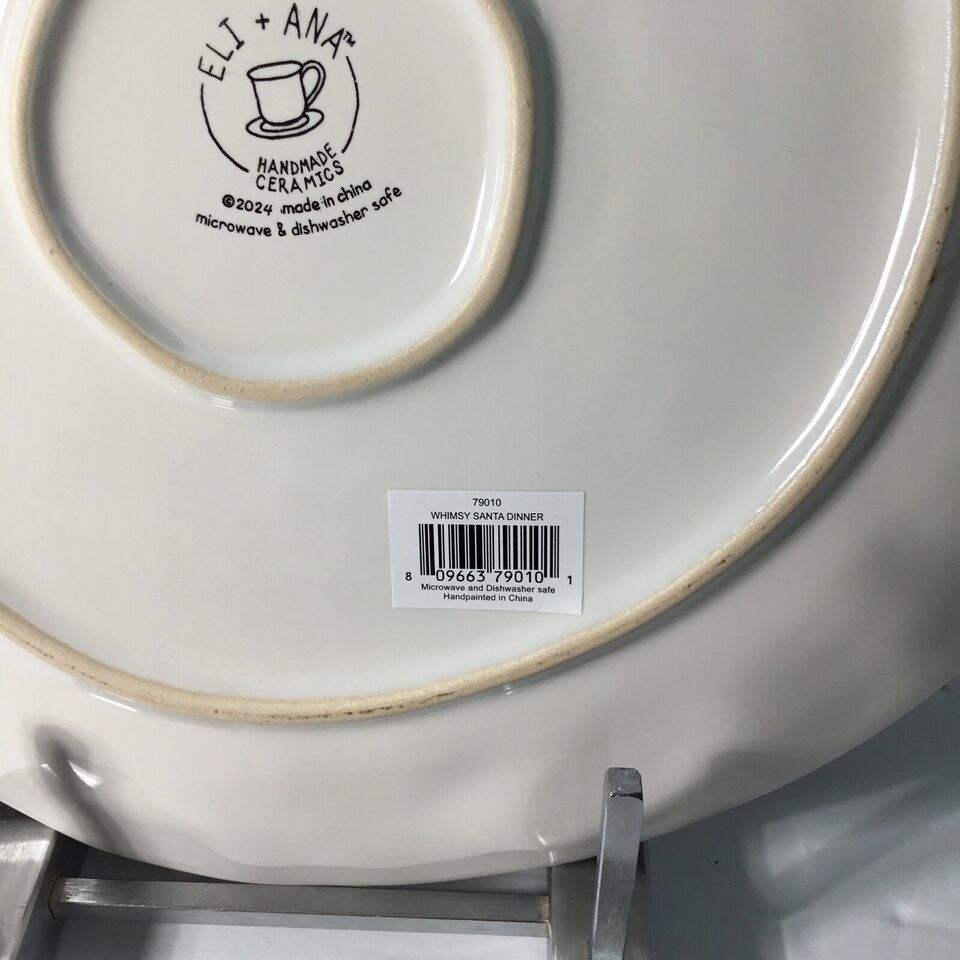 ELI + ANA™
HANDMADE
CERAMICS
©2024 made in china
microwave & dishwasher safe
79010
WHIMSY SANTA DINNER
8 09663 79010 1
Microwave and Dishwasher safe
Handpainted in China